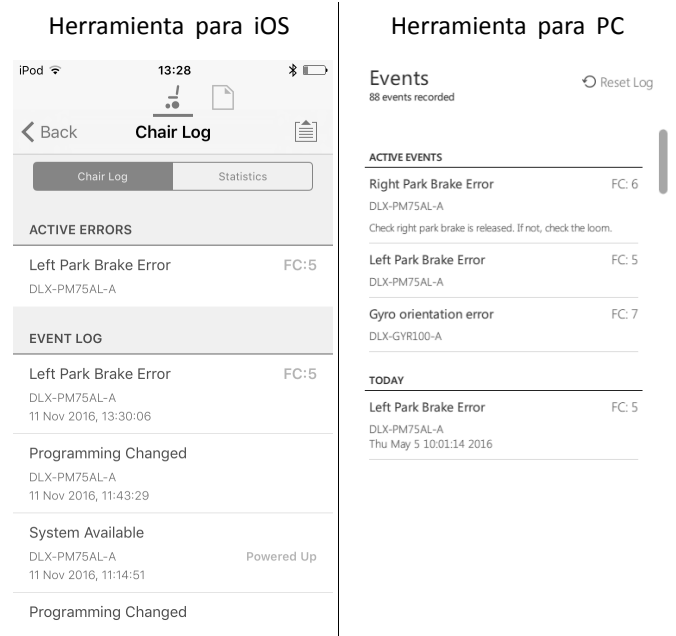 Herramienta para iOS
iPod
13:28
Back
Chair Log
Chair Log
Statistics
ACTIVE ERRORS
Left Park Brake Error
FC:5
DLX-PM75AL-A
EVENT LOG
Left Park Brake Error
FC:5
DLX-PM75AL-A
11 Nov 2016, 13:30:06
Programming Changed
DLX-PM75AL-A
11 Nov 2016, 11:43:29
System Available
DLX-PM75AL-A
Powered Up
11 Nov 2016, 11:14:51
Programming Changed
Herramienta para PC
Events
88 events recorded
Reset Log
ACTIVE EVENTS
Right Park Brake Error
FC: 6
DLX-PM75AL-A
Check right park brake is released. If not, check the loom.
Left Park Brake Error
FC: 5
DLX-PM75AL-A
Gyro orientation error
FC: 7
DLX-GYR100-A
TODAY
Left Park Brake Error
FC: 5
DLX-PM75AL-A
Thu May 5 10:01:14 2016